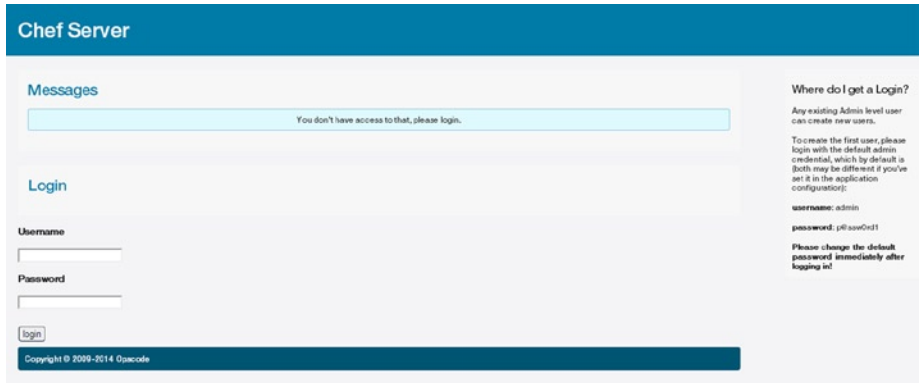 Chef Server
Messages
You don't have access to that, please login.
Login
Username
Password
login
Copyright © 2009-2014 Opscode
Where do I get a Login?
Any existing Admin level user
can create new users.
To create the first user, please
login with the default admin
credential, which by default is
(both may be different if you've
set it in the application
configuration):
username: admin
password: p@ssw0rd1
Please change the default
password immediately after
logging in!